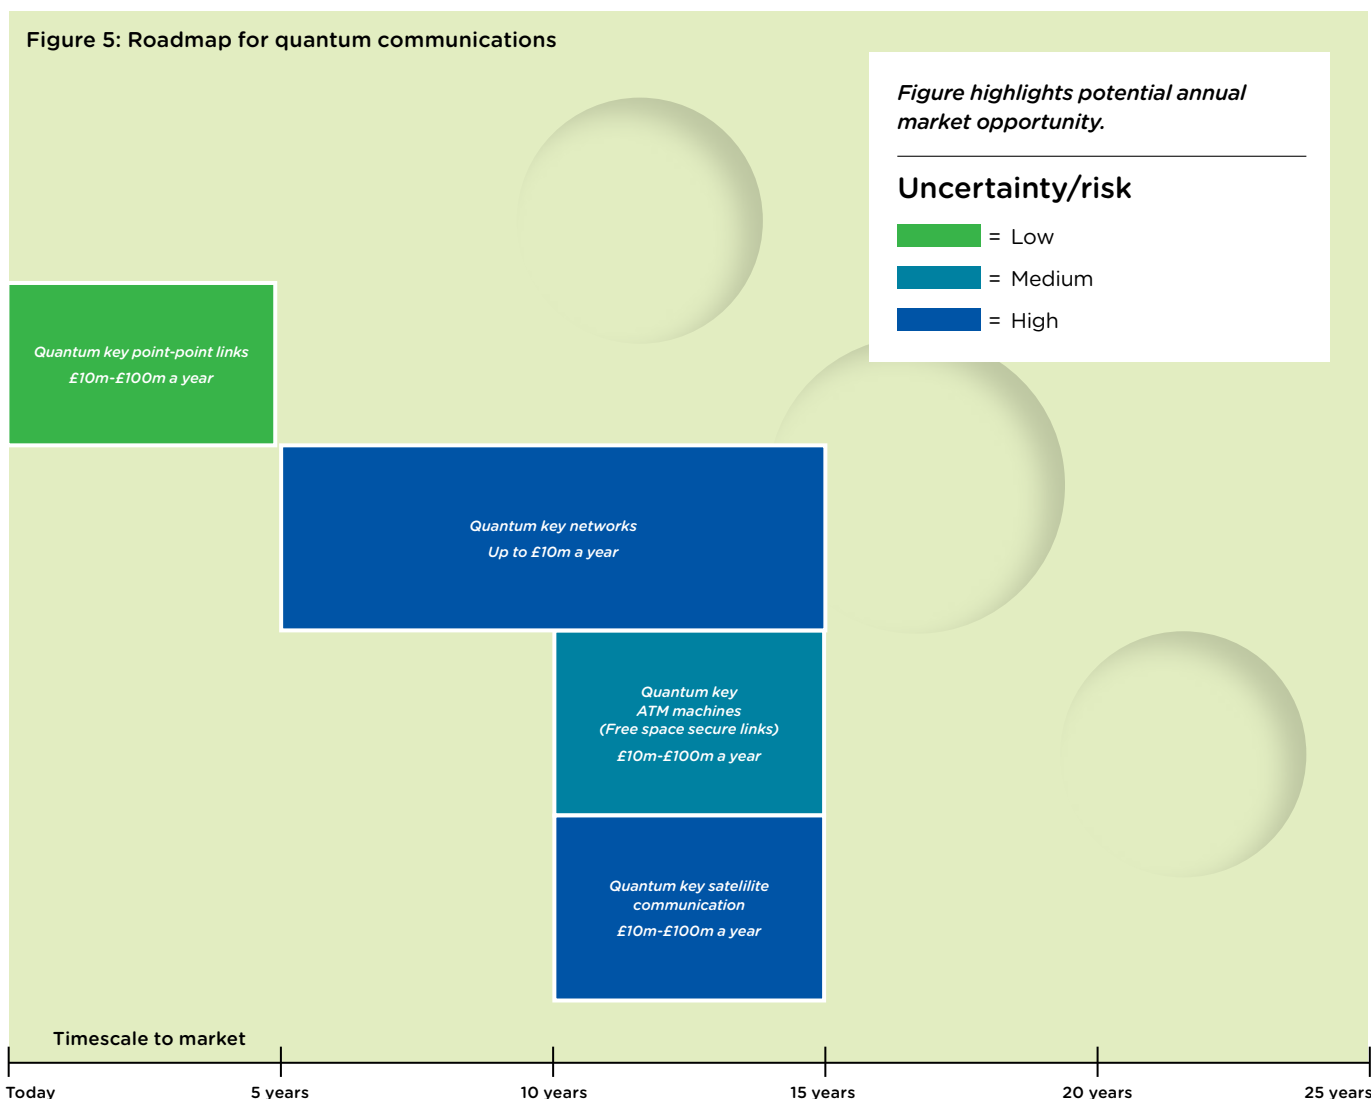 Figure 5: Roadmap for quantum communications
Figure highlights potential annual
market opportunity.
Uncertainty/risk
= Low
= Medium
= High
Quantum key point-point links
£10m-£100m a year
Quantum key networks
Up to £10m a year
Quantum key
ATM machines
(Free space secure links)
£10m-£100m a year
Quantum key satelilite
communication
£10m-£100m a year
Timescale to market
Today
5 years
10 years
15 years
20 years
25 years